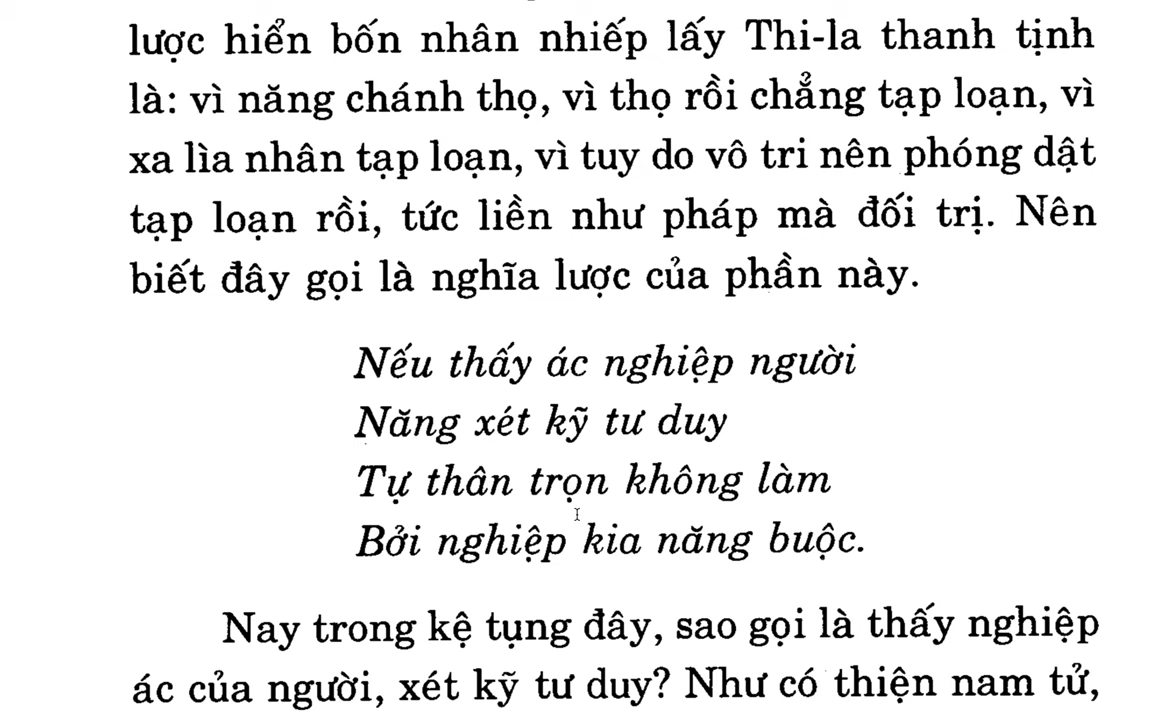 lược hiển bốn nhân nhiếp lấy Thi-la thanh tịnh
là: vì năng chánh thọ, vì thọ rồi chẳng tạp loạn, vì
xa lìa nhân tạp loạn, vì tuy do vô tri nên phóng dật
tạp loạn rồi, tức liền như pháp mà đối trị. Nên
biết đây gọi là nghĩa lược của phần này.
Nếu thấy ác nghiệp người
Năng xét kỹ tư duy
Tự thân trọn không làm
Bởi nghiệp kia năng buộc.
Nay trong kệ tụng đây, sao gọi là thấy nghiệp
ác của người, xét kỹ tư duy? Như có thiện nam tử,